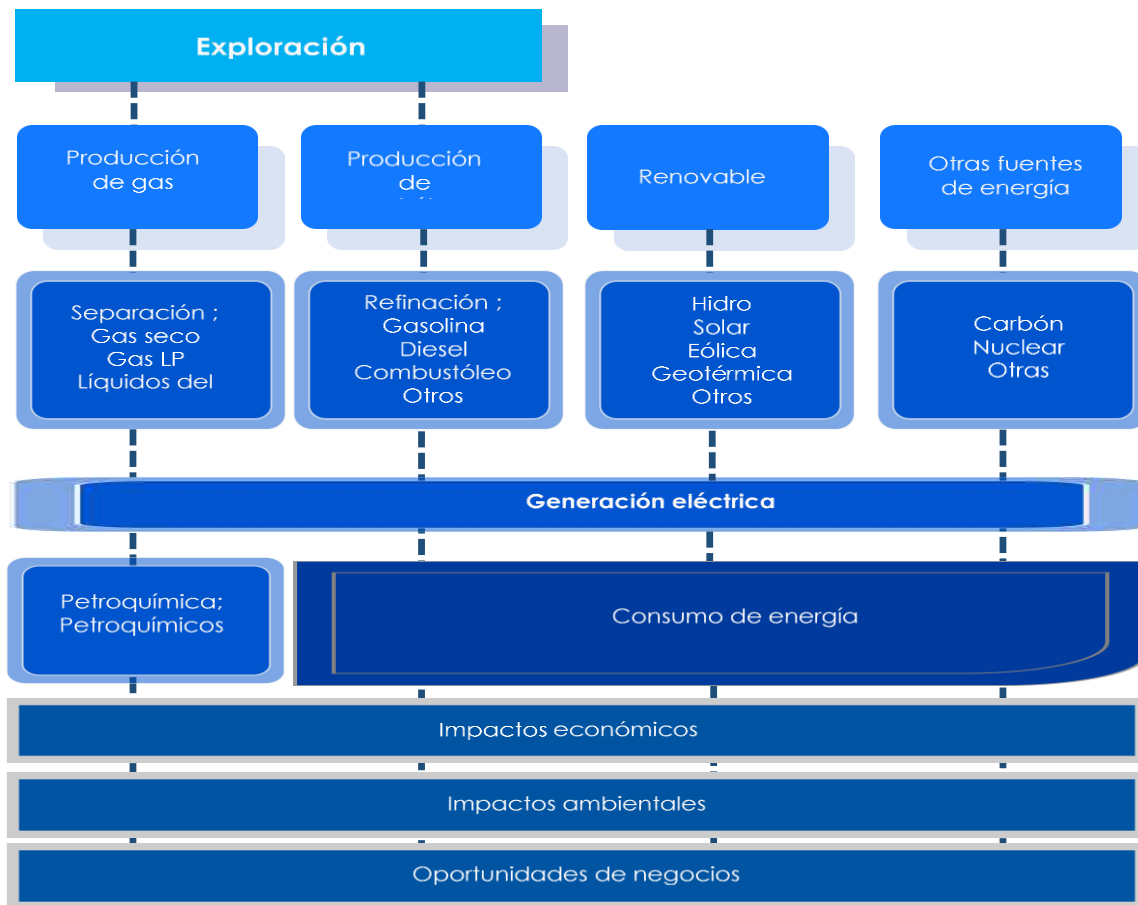 Exploración
Producción
de gas
Producción
de
Renovable
Otras fuentes
de energía
Separación ;
Gas seco
Gas LP
Líquidos del
Refinación ;
Gasolina
Diesel
Combustóleo
Otros
Hidro
Solar
Eólica
Geotérmica
Otros
Carbón
Nuclear
Otras
Generación eléctrica
Petroquímica;
Petroquímicos
Consumo de energía
Impactos económicos
Impactos ambientales
Oportunidades de negocios